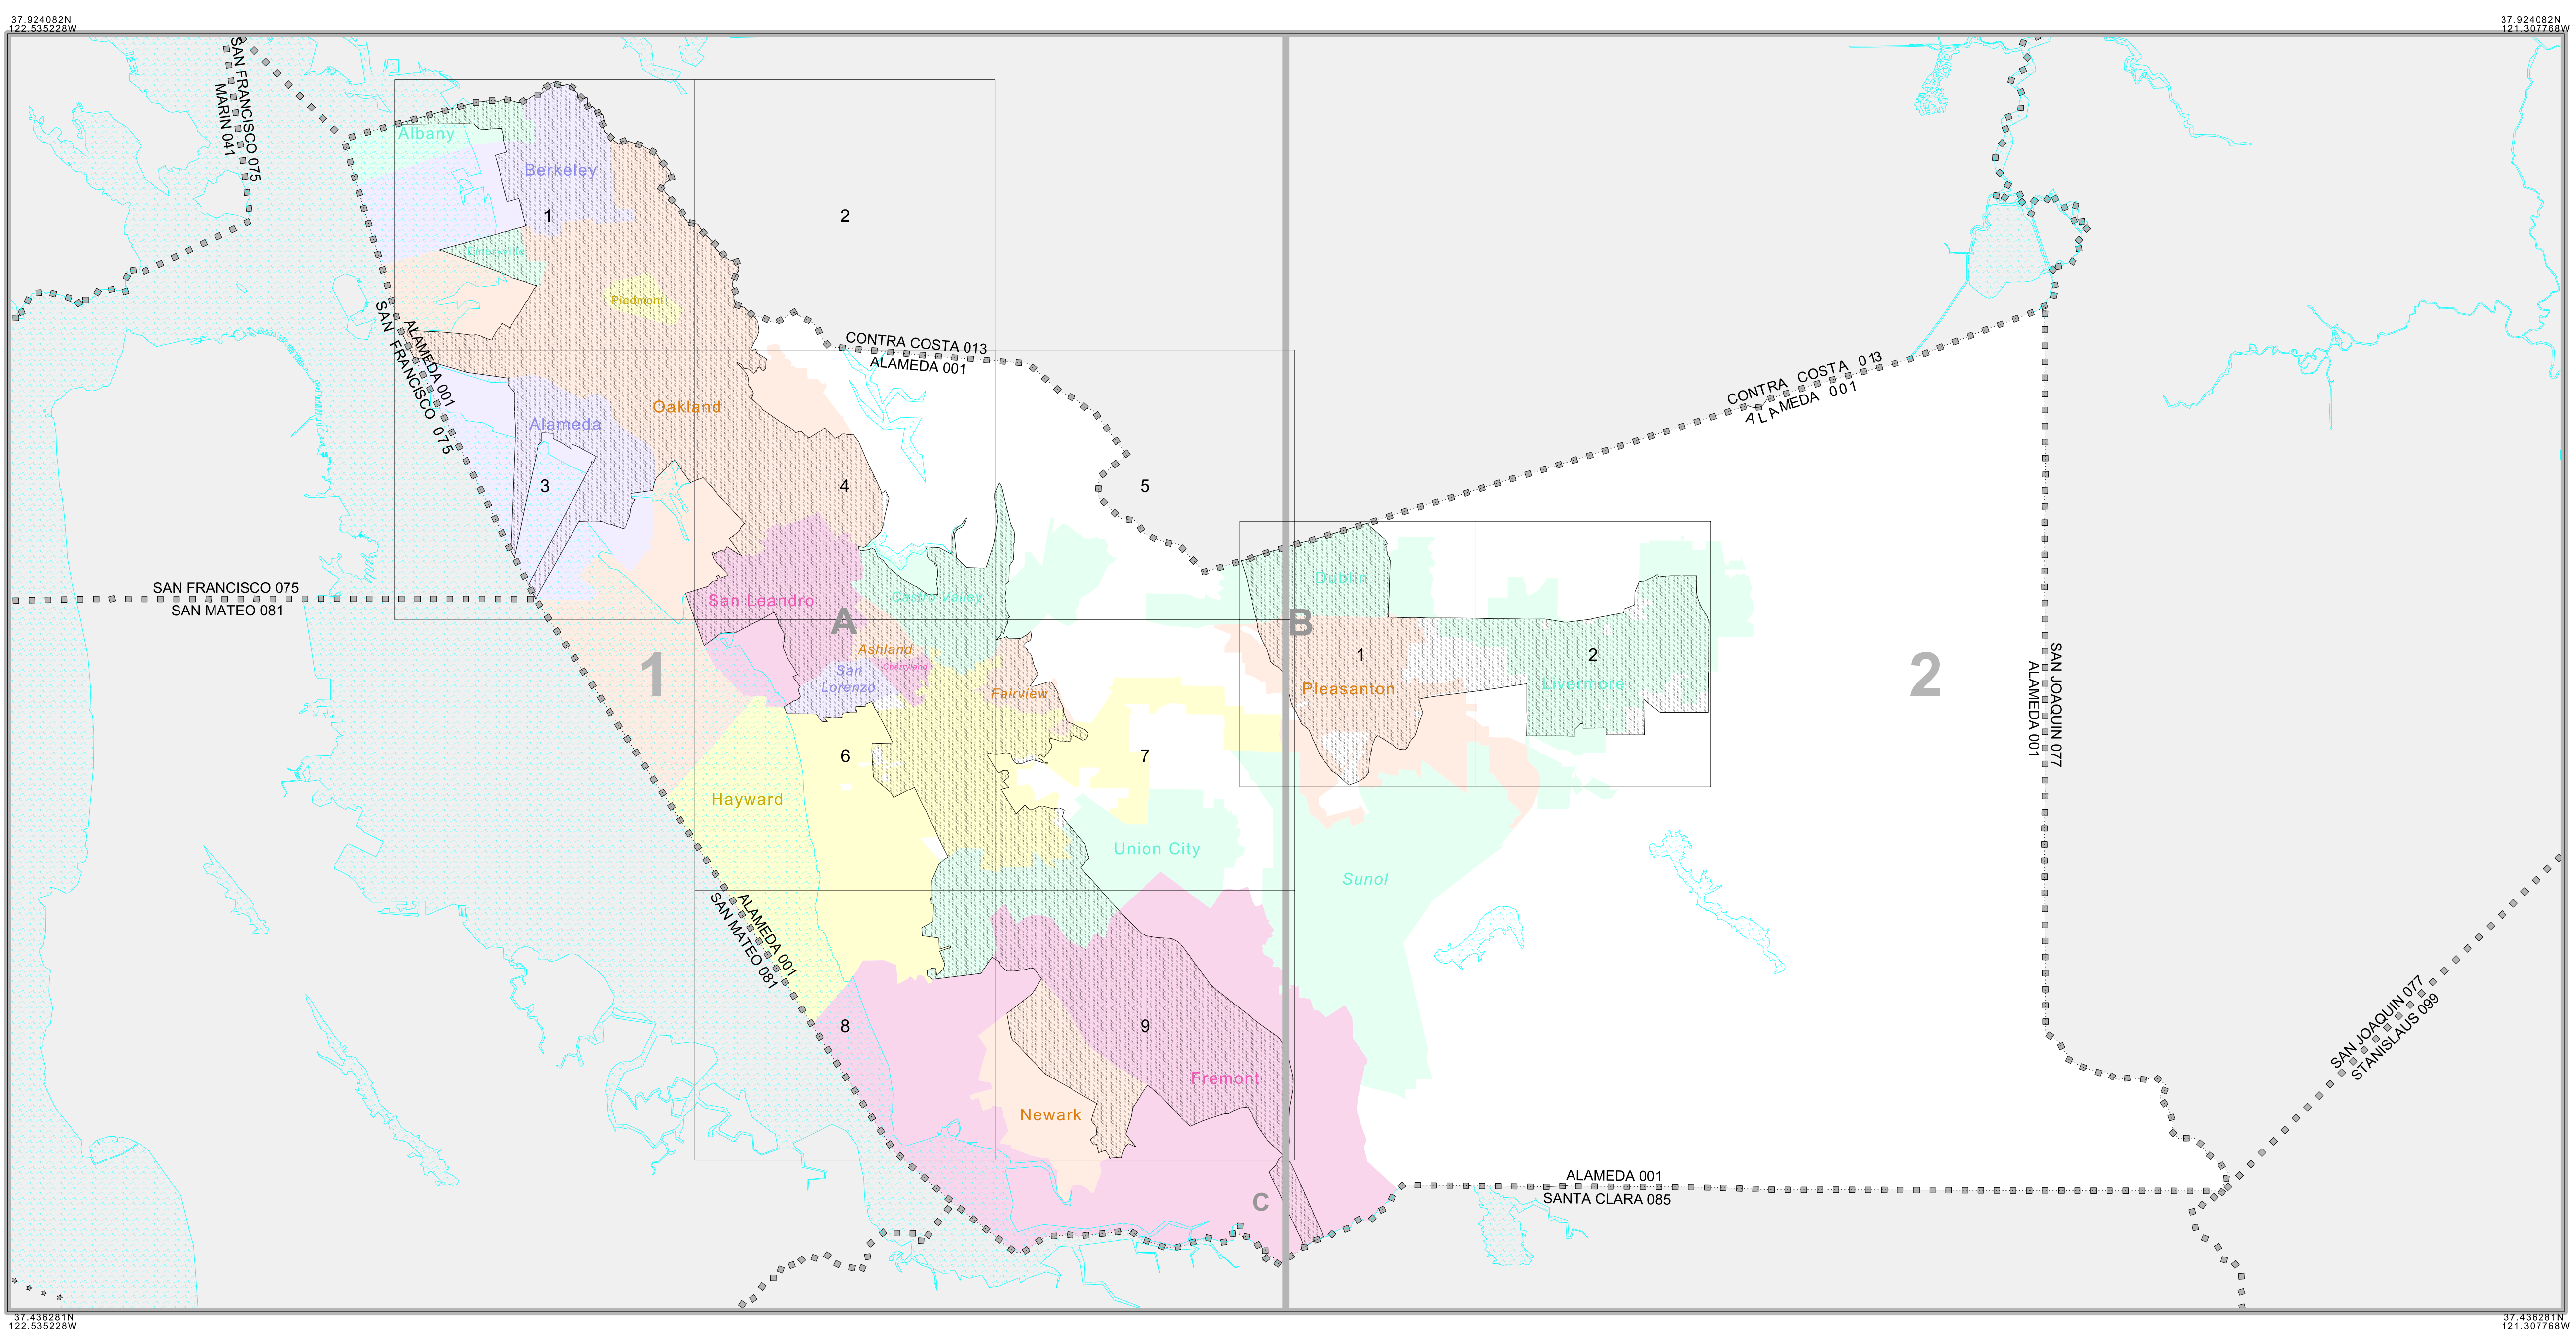 37.924082N
122.535228W
37.924082N
121.307768W
SAN FRANCISCO 075
MARIN 041
Albany
Berkeley
1
2
Emeryville
Piedmont
SAN FRANCISCO 075
ALAMEDA 001
CONTRA COSTA 013
ALAMEDA 001
CONTRA COSTA 013
ALAMEDA 001
Oakland
Alameda
3
4
5
SAN FRANCISCO 075
SAN MATEO 081
San Leandro
Castro Valley
Dublin
A
B
Ashland
Cherryland
San
Lorenzo
Fairview
1
1
2
Pleasanton
Livermore
2
SAN JOAQUIN 077
ALAMEDA 001
6
7
Hayward
Union City
Sunol
ALAMEDA 001
SAN MATEO 081
8
9
Fremont
Newark
SAN JOAQUIN 077
STANISLAUS 099
C
ALAMEDA 001
SANTA CLARA 085
37.436281N
122.535228W
37.436281N
121.307768W